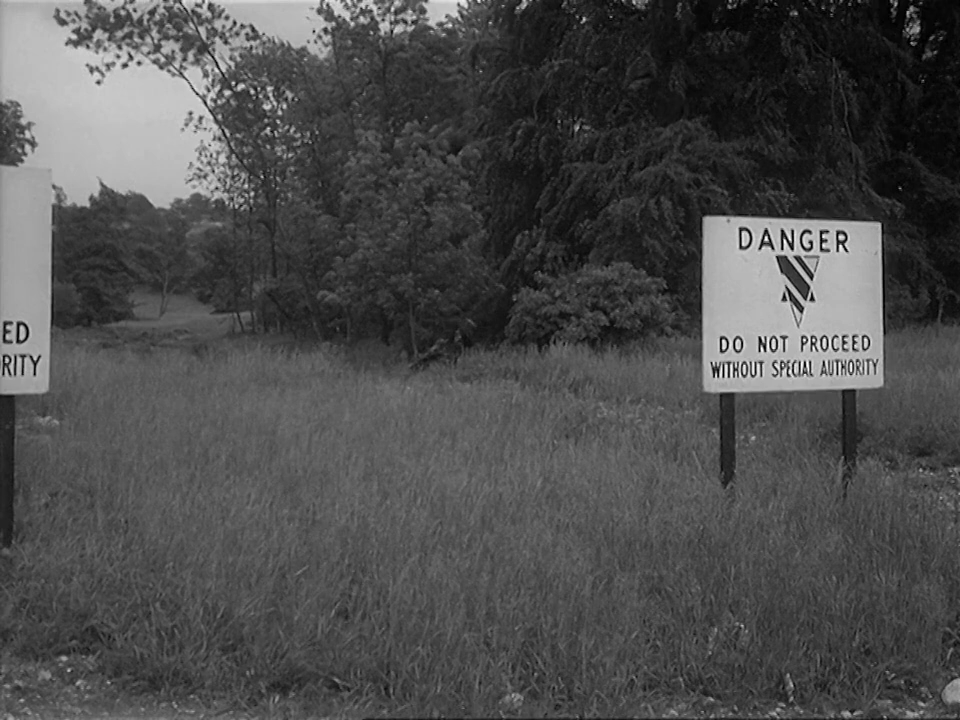 ED
RITY
DANGER
DO NOT PROCEED
WITHOUT SPECIAL AUTHORITY